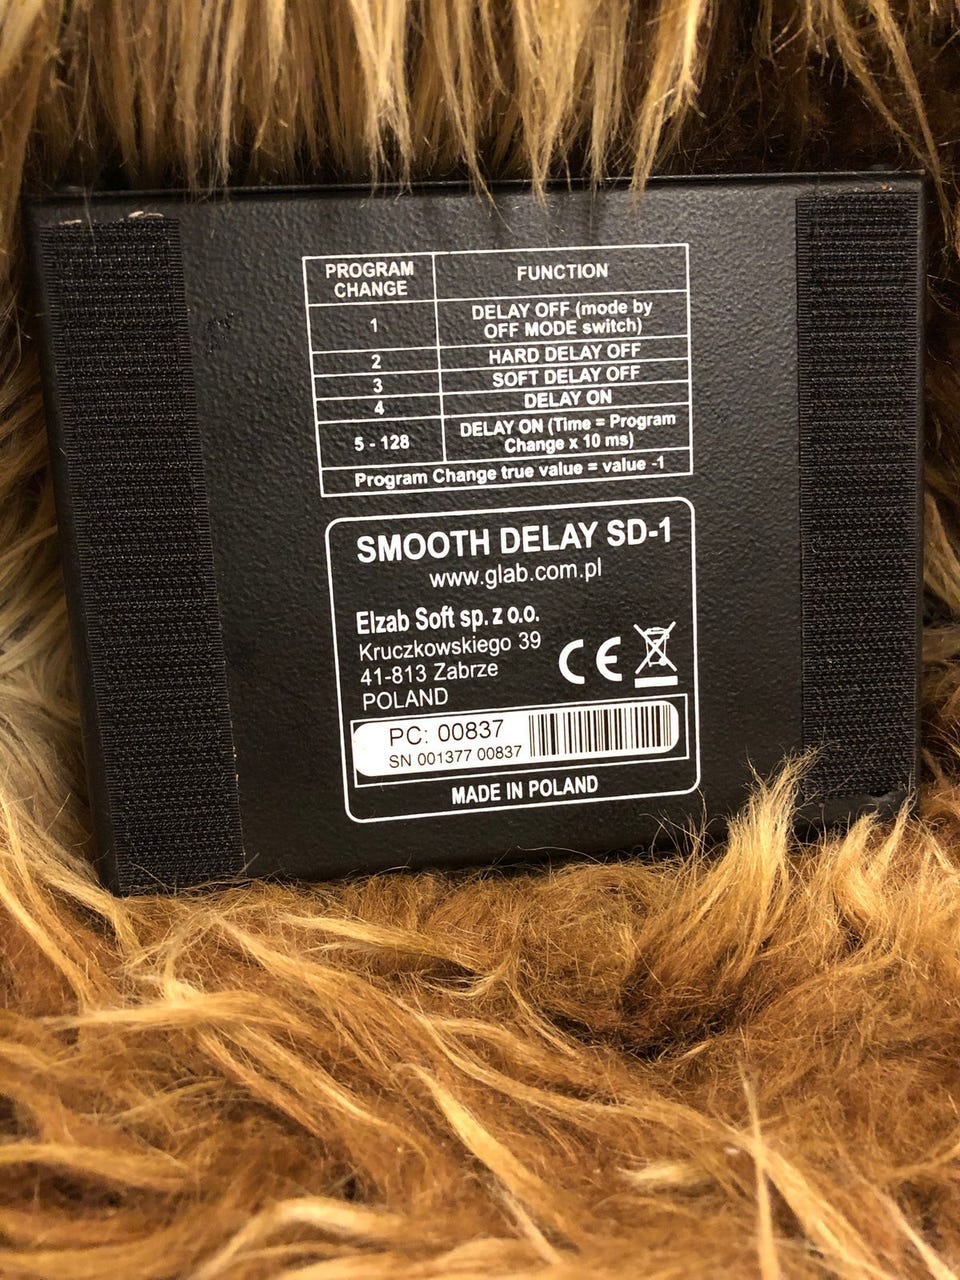 PROGRAM CHANGE FUNCTION
1 DELAY OFF (mode by
OFF MODE switch)
2 HARD DELAY OFF
3 SOFT DELAY OFF
4 DELAY ON
5 - 128 DELAY ON (Time = Program
Change x 10 ms)
Program Change true value = value -1
SMOOTH DELAY SD-1
www.glab.com.pl
Elzab Soft sp. z o.o.
Kruczkowskiego 39
41-813 Zabrze
POLAND
CE
PC: 00837
SN 001377 00837
MADE IN POLAND